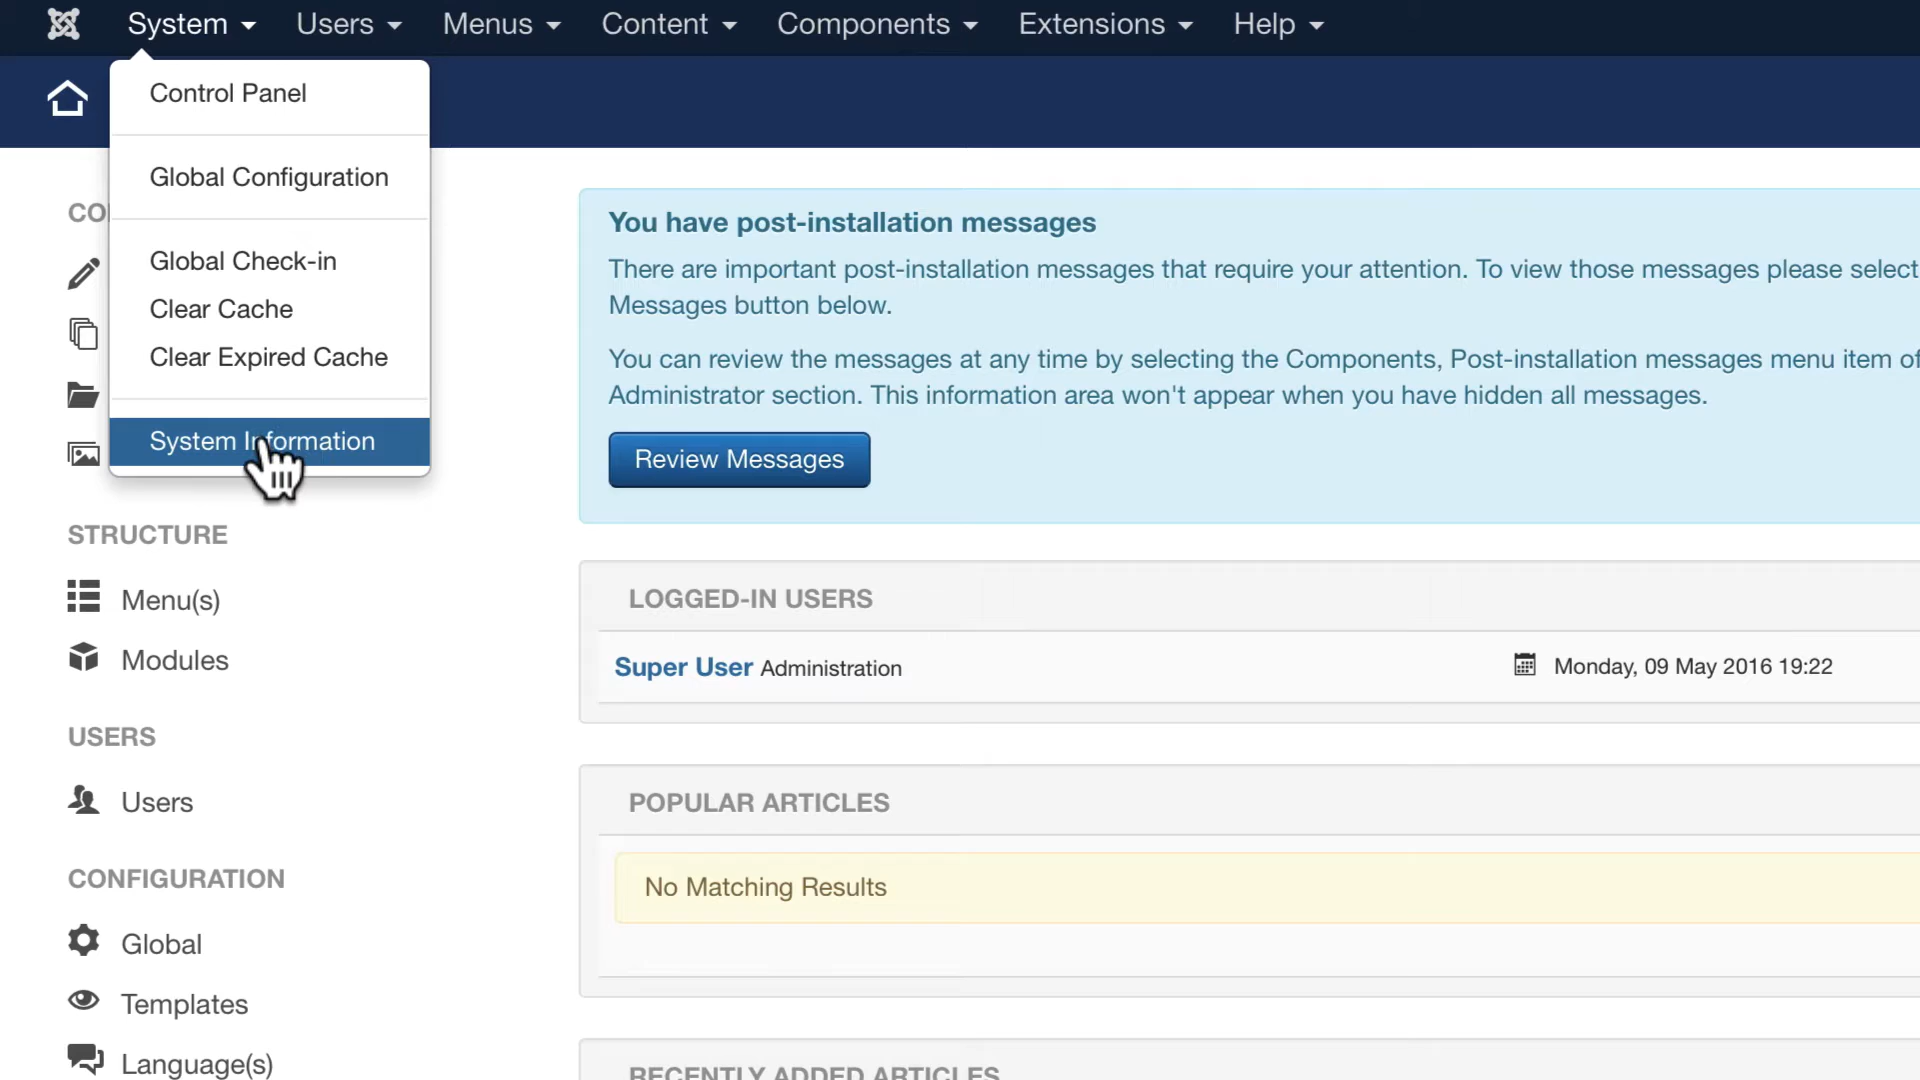 System Users Menus Content Components Extensions Help
Control Panel
Global Configuration
Global Check-in
Clear Cache
Clear Expired Cache
System Information
STRUCTURE
Menu(s)
Modules
USERS
Users
CONFIGURATION
Global
Templates
Language(s)
You have post-installation messages
There are important post-installation messages that require your attention. To view those messages please select
Messages button below.
You can review the messages at any time by selecting the Components, Post-installation messages menu item of
Administrator section. This information area won't appear when you have hidden all messages.
Review Messages
LOGGED-IN USERS
Super User Administration Monday, 09 May 2016 19:22
POPULAR ARTICLES
No Matching Results
RECENTLY ADDED ARTICLES